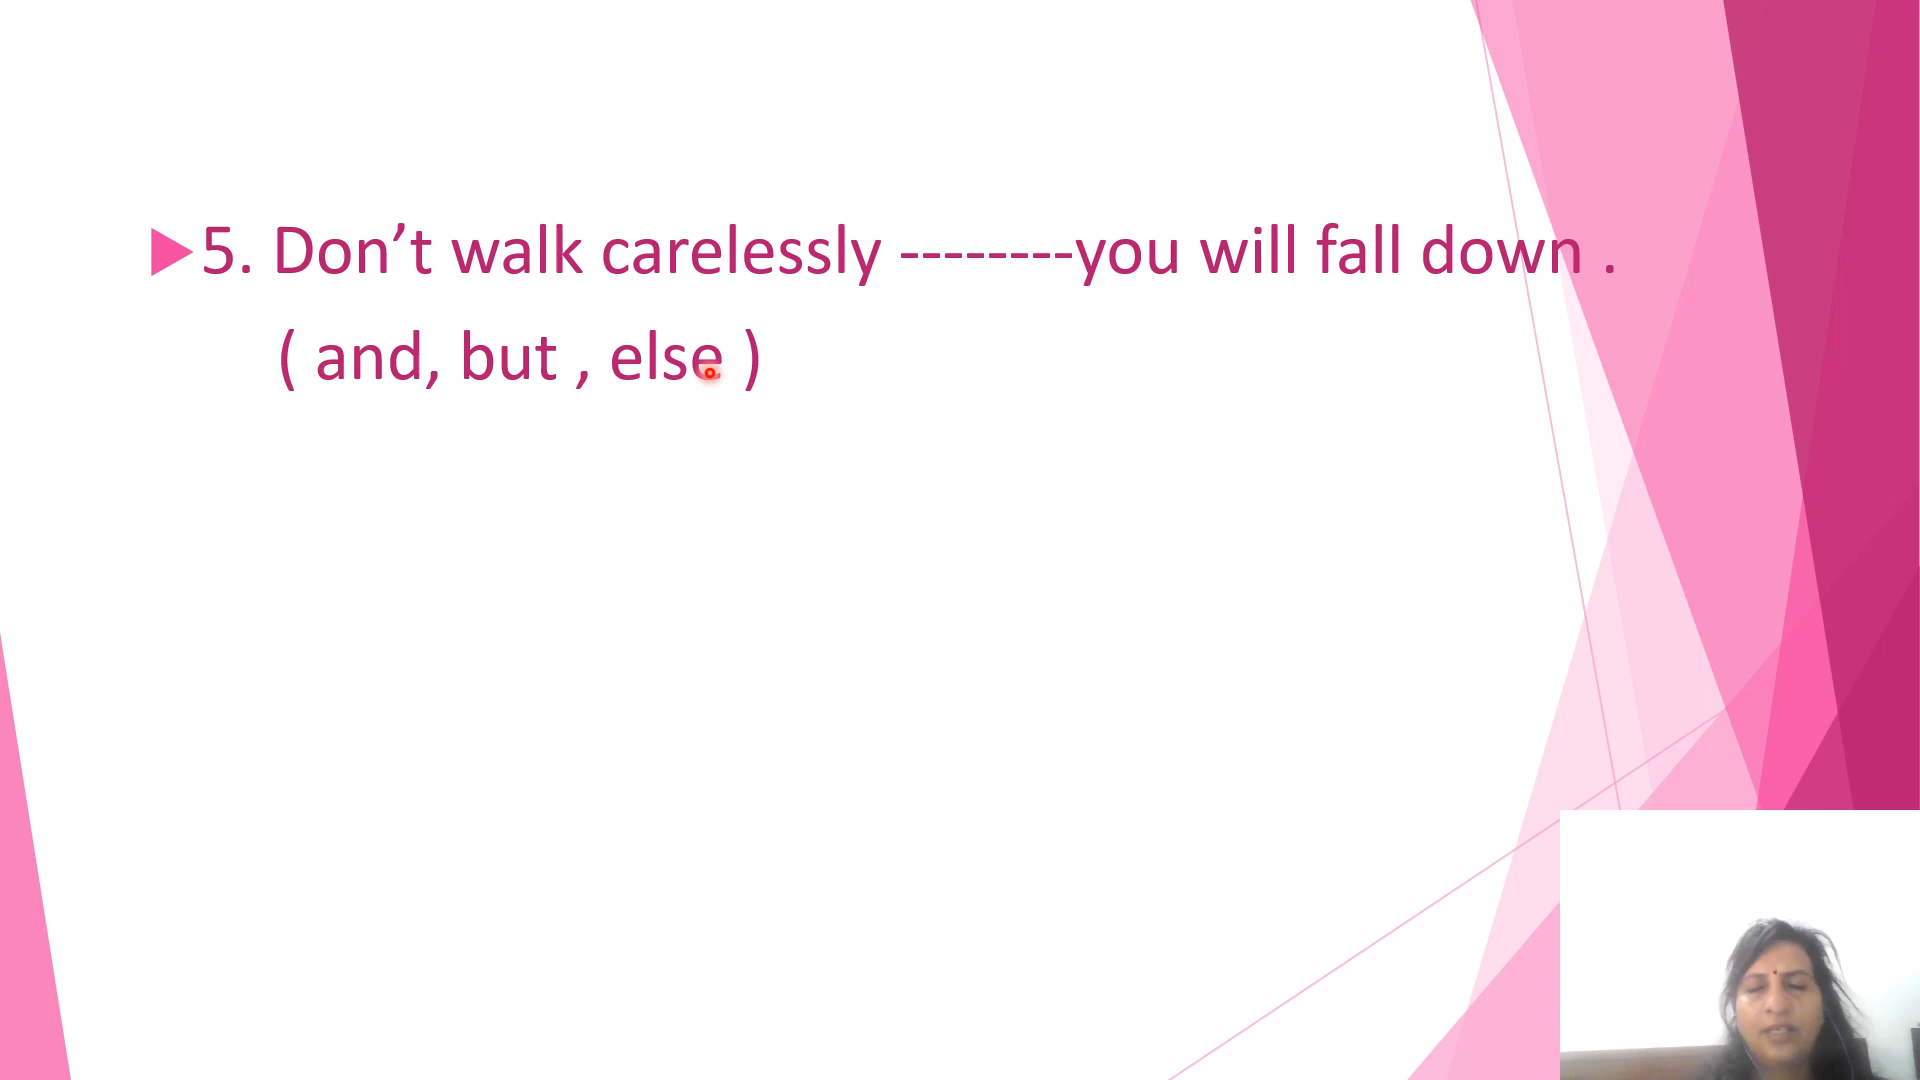 5. Don’t walk carelessly --------you will fall down .
( and, but , else )